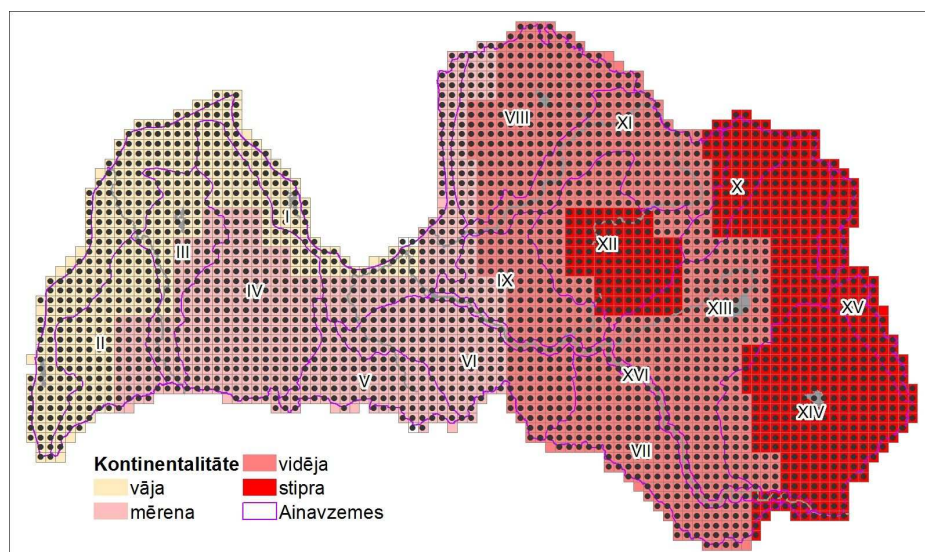 VIII
XI
X
I
XII
III
IX
IV
XIII
XV
II
VI
V
XVI
XIV
VII
Kontinentalitāte
vāja
mērena
vidēja
stipra
Ainavzemes